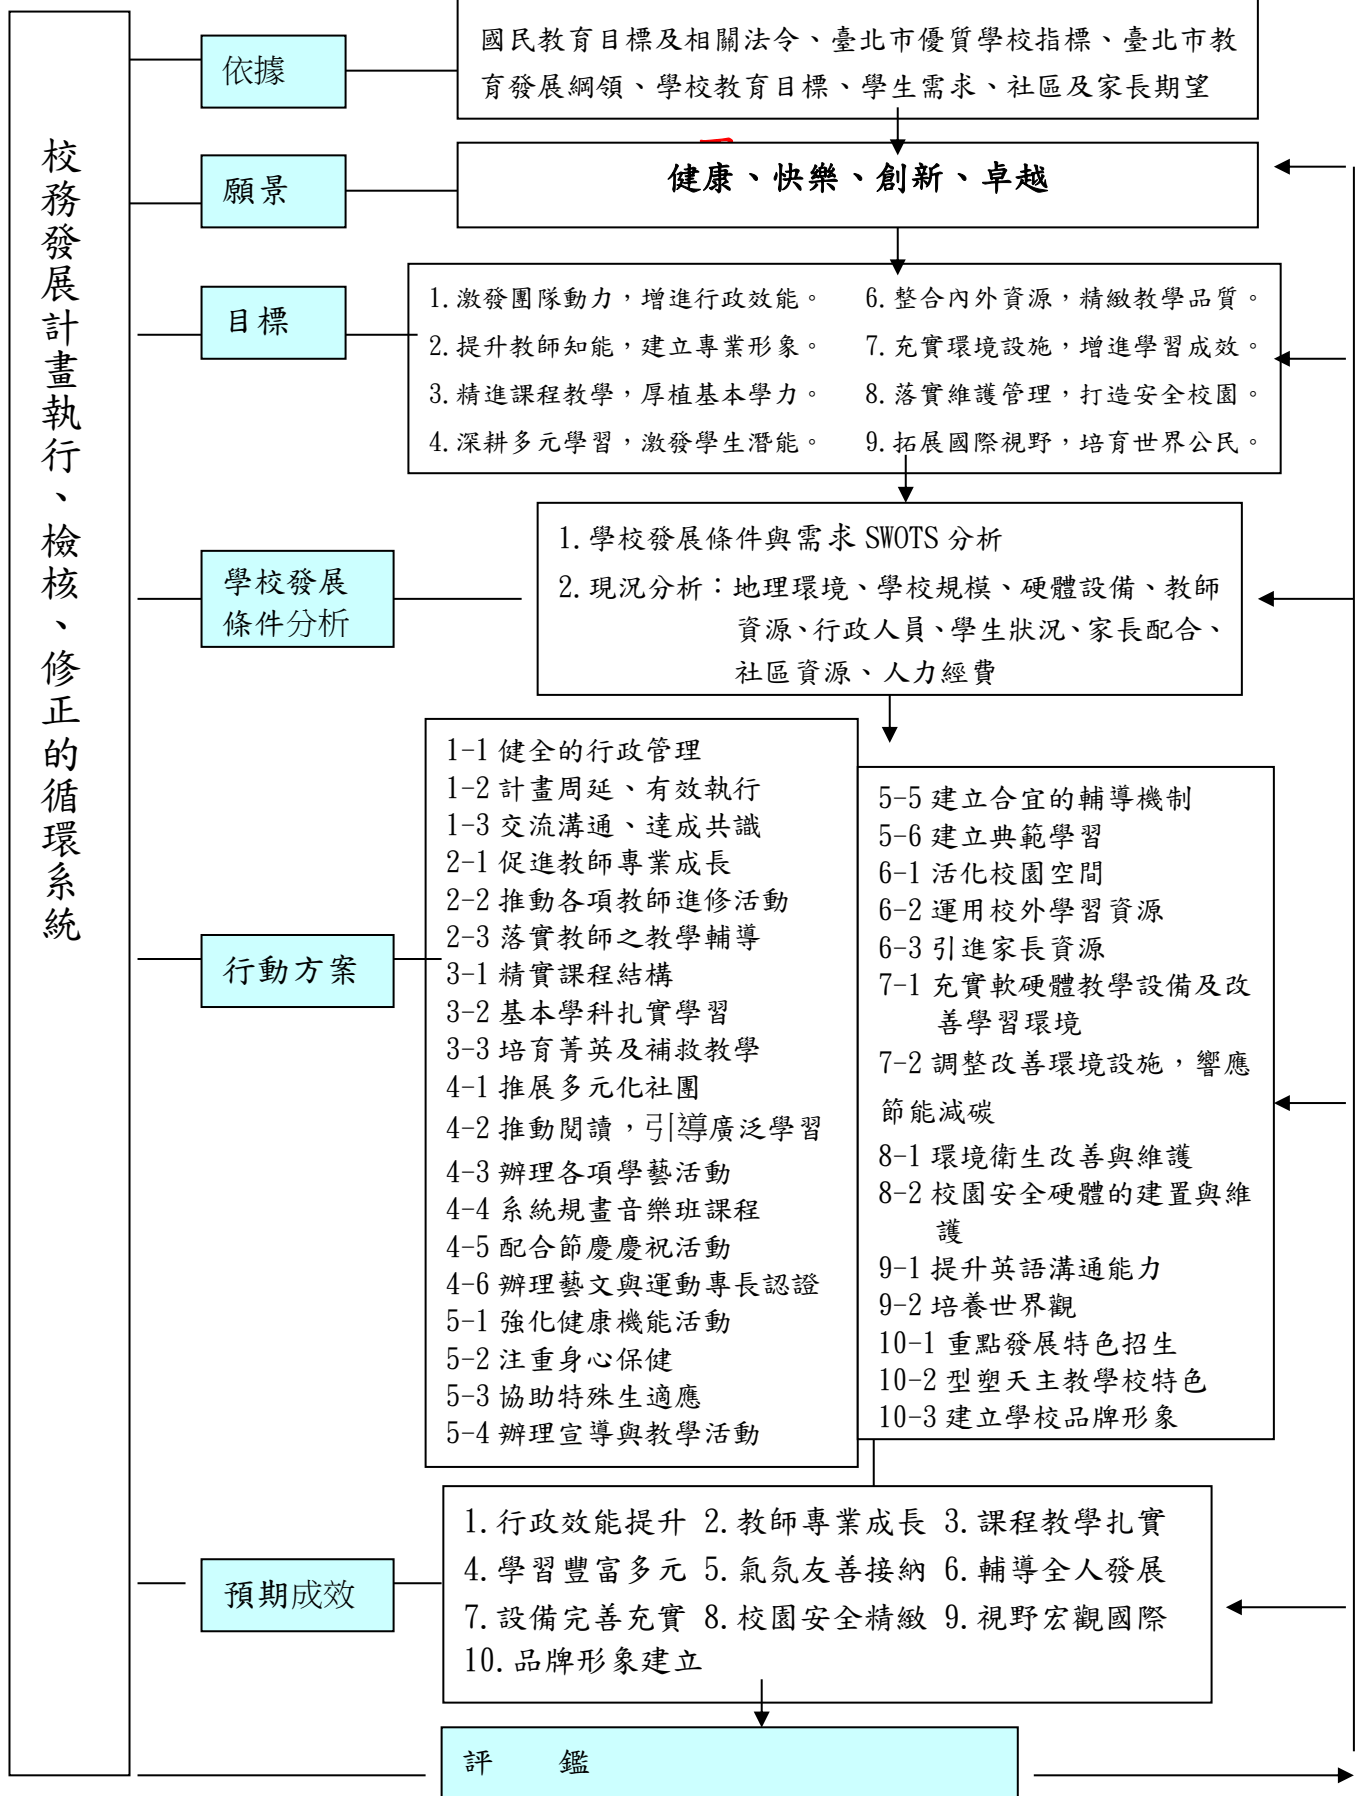 校務發展計畫執行、檢核、修正的循環系統
依據
國民教育目標及相關法令、臺北市優質學校指標、臺北市教
育發展綱領、學校教育目標、學生需求、社區及家長期望
願景
健康、快樂、創新、卓越
目標
1.激發團隊動力，增進行政效能。
2.提升教師知能，建立專業形象。
3.精進課程教學，厚植基本學力。
4.深耕多元學習，激發學生潛能。
6.整合內外資源，精緻教學品質。
7.充實環境設施，增進學習成效。
8.落實維護管理，打造安全校園。
9.拓展國際視野，培育世界公民。
學校發展
條件分析
1.學校發展條件與需求 SWOTS 分析
2.現況分析：地理環境、學校規模、硬體設備、教師
資源、行政人員、學生狀況、家長配合、
社區資源、人力經費
行動方案
1-1 健全的行政管理
1-2 計畫周延、有效執行
1-3 交流溝通、達成共識
2-1 促進教師專業成長
2-2 推動各項教師進修活動
2-3 落實教師之教學輔導
3-1 精實課程結構
3-2 基本學科扎實學習
3-3 培育菁英及補救教學
4-1 推展多元化社團
4-2 推動閱讀，引導廣泛學習
4-3 辦理各項學藝活動
4-4 系統規畫音樂班課程
4-5 配合節慶慶祝活動
4-6 辦理藝文與運動專長認證
5-1 強化健康機能活動
5-2 注重身心保健
5-3 協助特殊生適應
5-4 辦理宣導與教學活動
5-5 建立合宜的輔導機制
5-6 建立典範學習
6-1 活化校園空間
6-2 運用校外學習資源
6-3 引進家長資源
7-1 充實軟硬體教學設備及改
善學習環境
7-2 調整改善環境設施，響應
節能減碳
8-1 環境衛生改善與維護
8-2 校園安全硬體的建置與維
護
9-1 提升英語溝通能力
9-2 培養世界觀
10-1 重點發展特色招生
10-2 型塑天主教學校特色
10-3 建立學校品牌形象
預期成效
1.行政效能提升 2.教師專業成長 3.課程教學扎實
4.學習豐富多元 5.氣氛友善接納 6.輔導全人發展
7.設備完善充實 8.校園安全精緻 9.視野宏觀國際
10.品牌形象建立
評 鑑